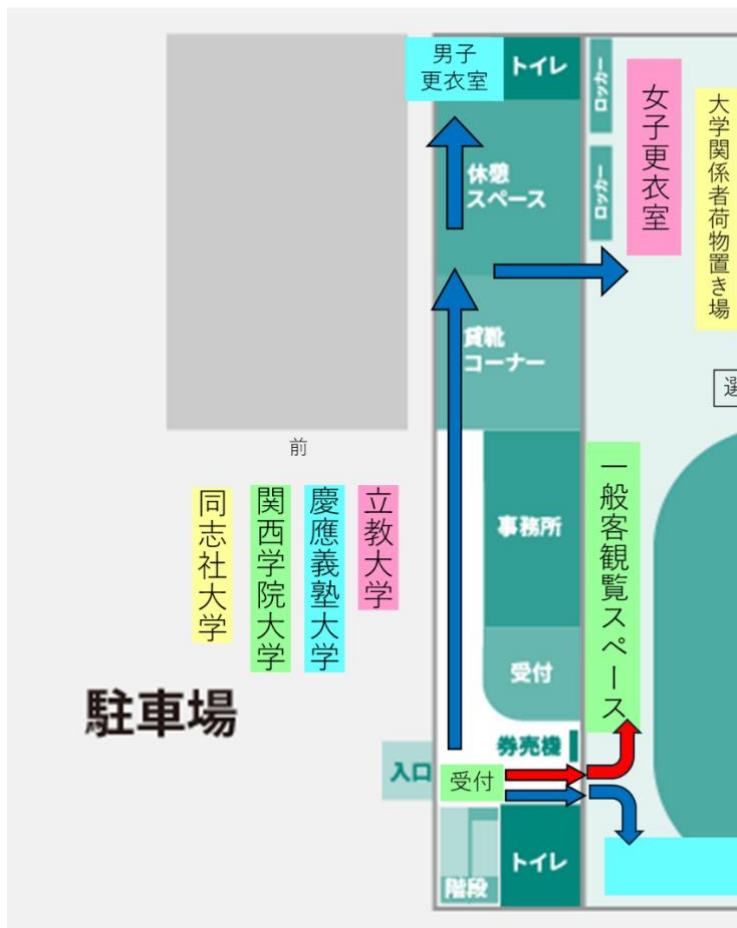 男子
更衣室
トイレ
ロッカー
ロッカー
女子更衣室
大学関係者荷物置き場
休憩
スペース
貸靴
コーナー
選
前
同志社大学
関西学院大学
慶應義塾大学
立教大学
事務所
一般客観覧スペース
受付
駐車場
券売機
入口
受付
トイレ
階段